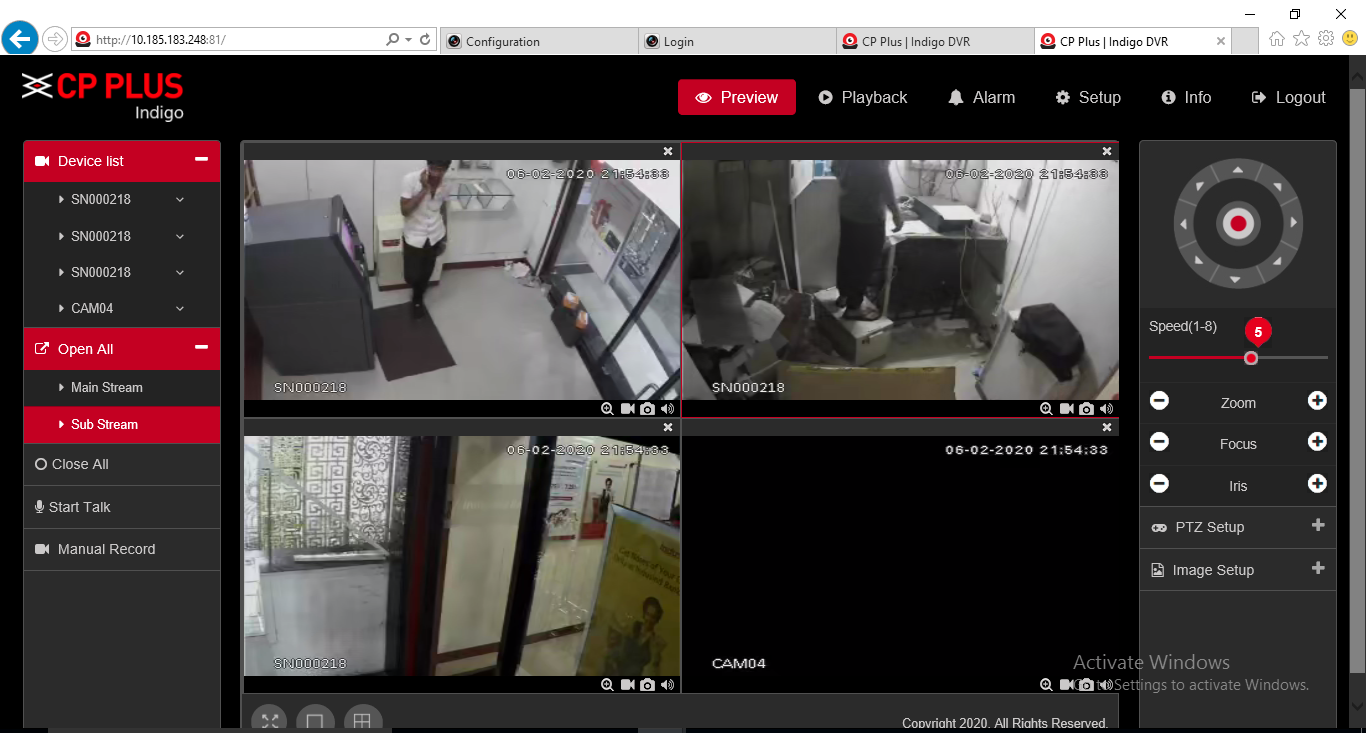 http://10.185.183.248:81/
Configuration
Login
CP Plus | Indigo DVR
CP Plus | Indigo DVR
CP PLUS
Indigo
Preview
Playback
Alarm
Setup
Info
Logout
Device list
SN000218
SN000218
SN000218
CAM04
Open All
Main Stream
Sub Stream
Close All
Start Talk
Manual Record
06-02-2020 21:54:33
SN000218
06-02-2020 21:54:33
SN000218
06-02-2020 21:54:33
SN000218
06-02-2020 21:54:33
CAM04
Speed(1-8)
5
Zoom
Focus
Iris
PTZ Setup
Image Setup
Activate Windows
Go to Settings to activate Windows.
Copyright 2020. All Rights Reserved.